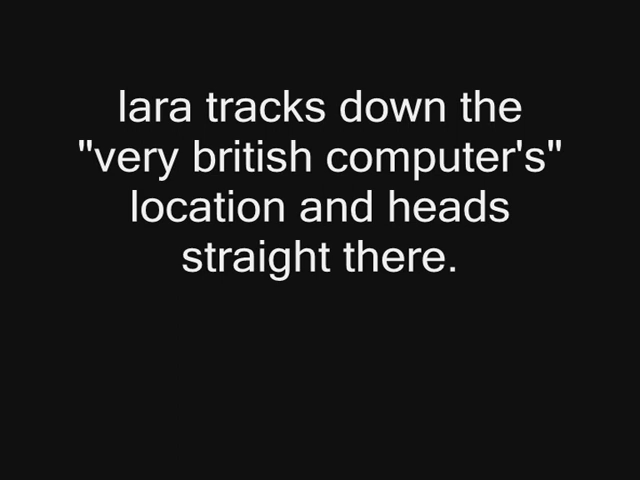 lara tracks down the
"very british computer's"
location and heads
straight there.